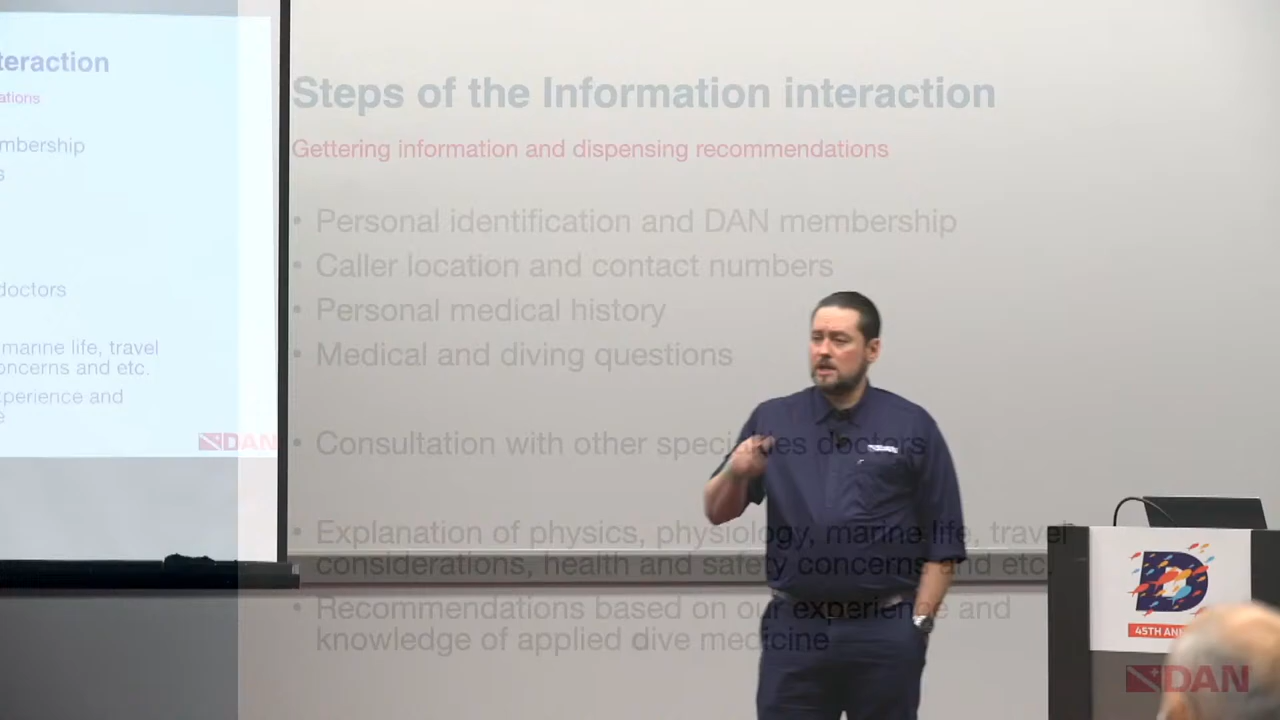 teraction
ations
mbership
s
doctors
marine life, travel
oncerns and etc.
xperience and
e
DAN
Steps of the Information interaction
Gettering information and dispensing recommendations
• Personal identification and DAN membership
• Caller location and contact numbers
• Personal medical history
• Medical and diving questions
• Consultation with other specialties doctors
• Explanation of physics, physiology, marine life, travel
considerations, health and safety concerns and etc.
• Recommendations based on our experience and
knowledge of applied dive medicine
D
45TH ANN
DAN